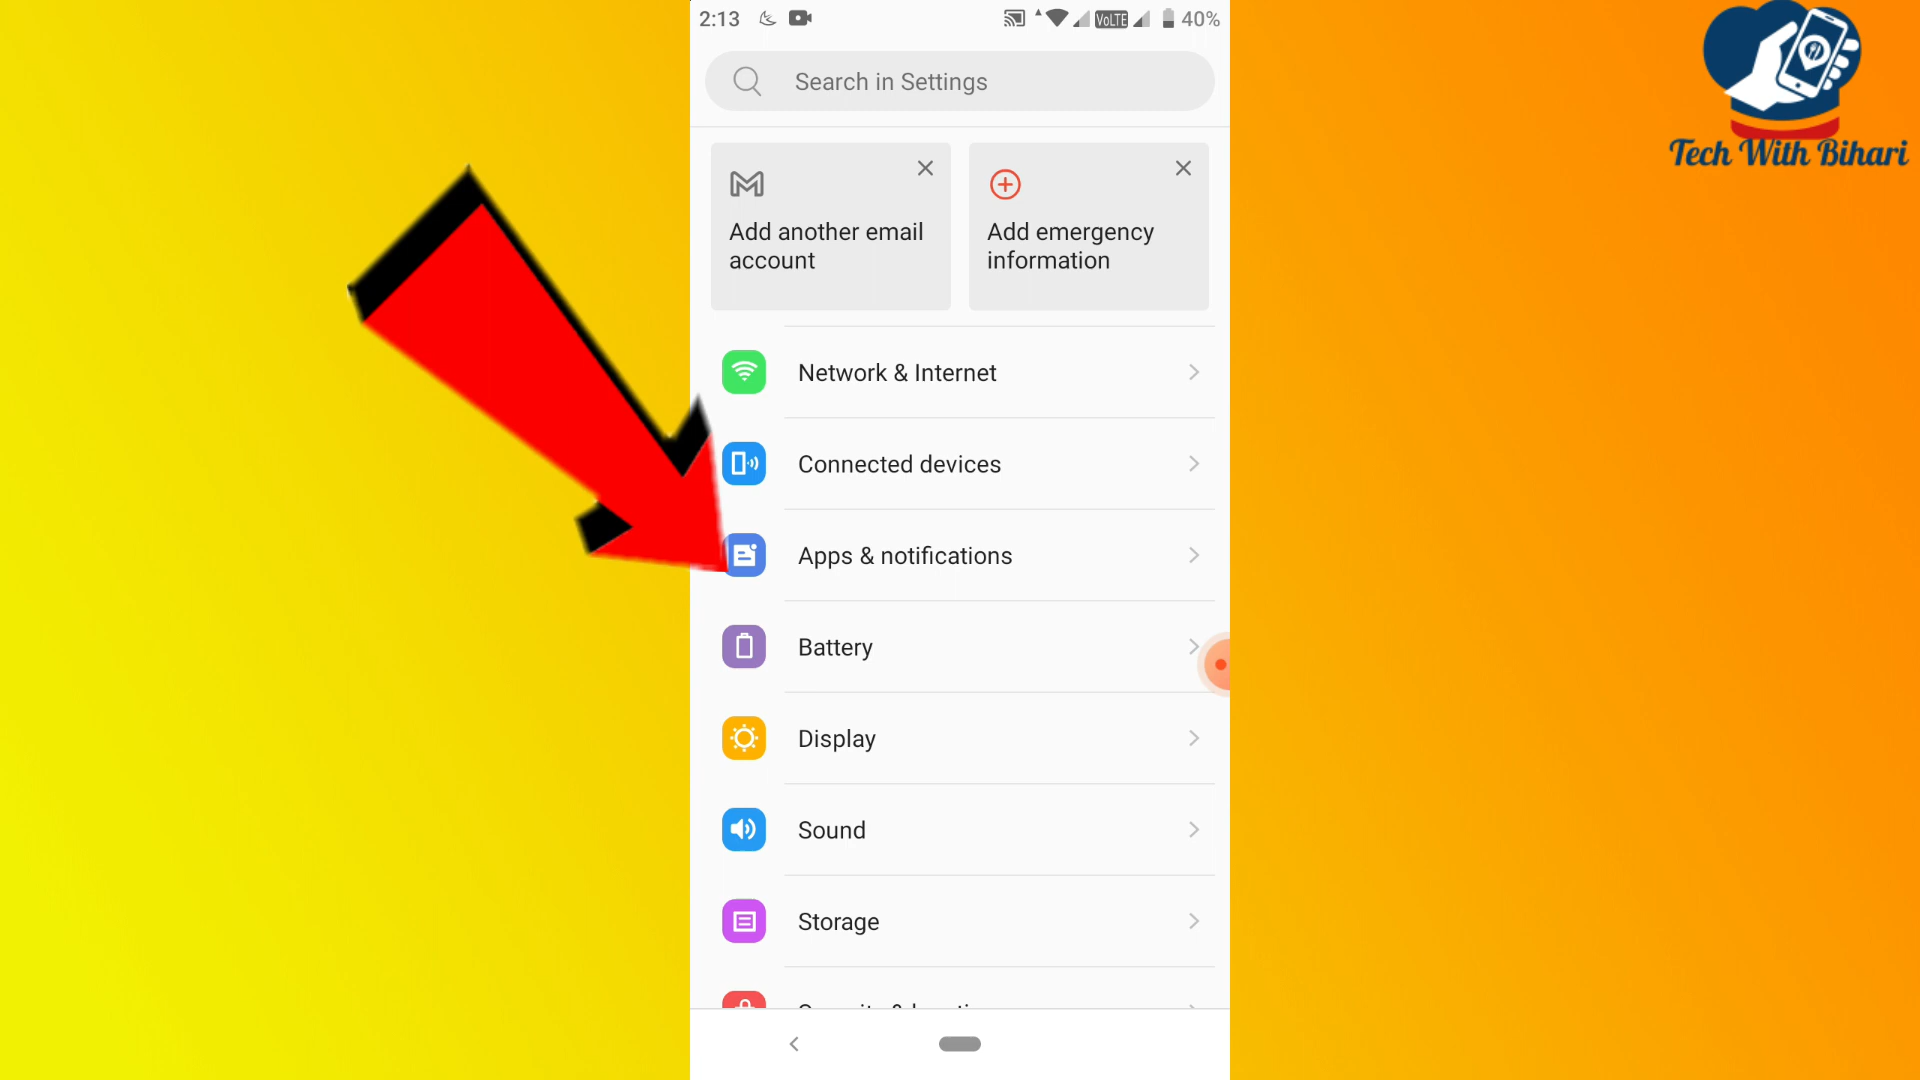 2:13
VoLTE
40%
Search in Settings
Tech With Bihari
Add another email
account
Add emergency
information
Network & Internet
Connected devices
Apps & notifications
Battery
Display
Sound
Storage